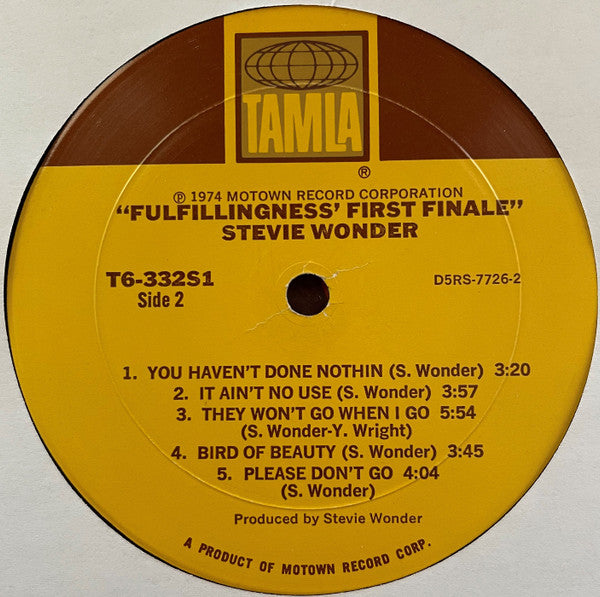 TAMLA
®
℗ 1974 MOTOWN RECORD CORPORATION
"FULFILLINGNESS' FIRST FINALE"
STEVIE WONDER
T6-332S1
Side 2
D5RS-7726-2
1. YOU HAVEN'T DONE NOTHIN (S. Wonder) 3:20
2. IT AIN'T NO USE (S. Wonder) 3:57
3. THEY WON'T GO WHEN I GO 5:54
(S. Wonder-Y. Wright)
4. BIRD OF BEAUTY (S. Wonder) 3:45
5. PLEASE DON'T GO 4:04
(S. Wonder)
Produced by Stevie Wonder
A PRODUCT OF MOTOWN RECORD CORP.